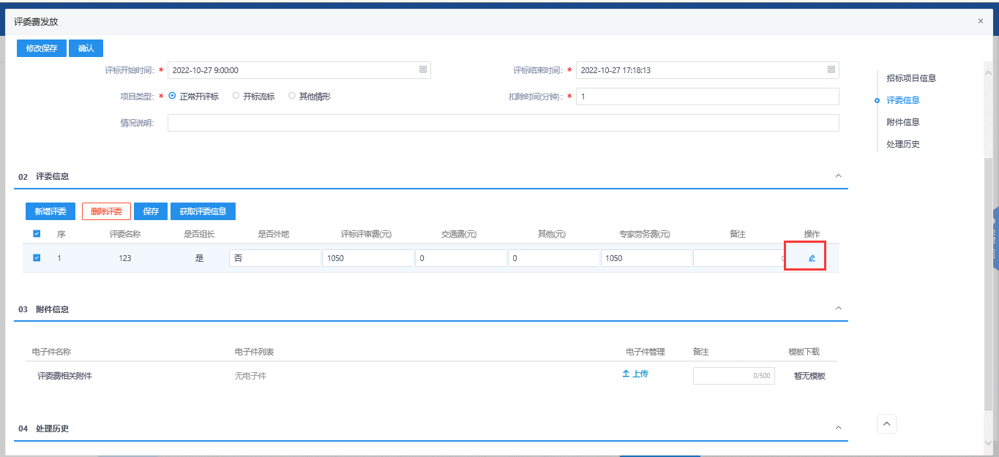 评委费发放
修改保存 确认
评标开始时间: * 2022-10-27 9:00:00 评标结束时间: * 2022-10-27 17:18:13
项目类型: * 正常开评标 开标流标 其他情形 扣除时间(分钟): * 1
情况说明:
招标项目信息
评委信息
附件信息
处理历史
02 评委信息
新增评委 删除评委 保存 获取评委信息
序 评委名称 是否组长 是否外地 评标评审费(元) 交通费(元) 其他(元) 专家劳务费(元) 备注 操作
1 123 是 否 1050 0 0 1050
03 附件信息
电子件名称 电子件列表 电子件管理 备注 模板下载
评委费相关附件 无电子件 上传 0/500 暂无模板
04 处理历史